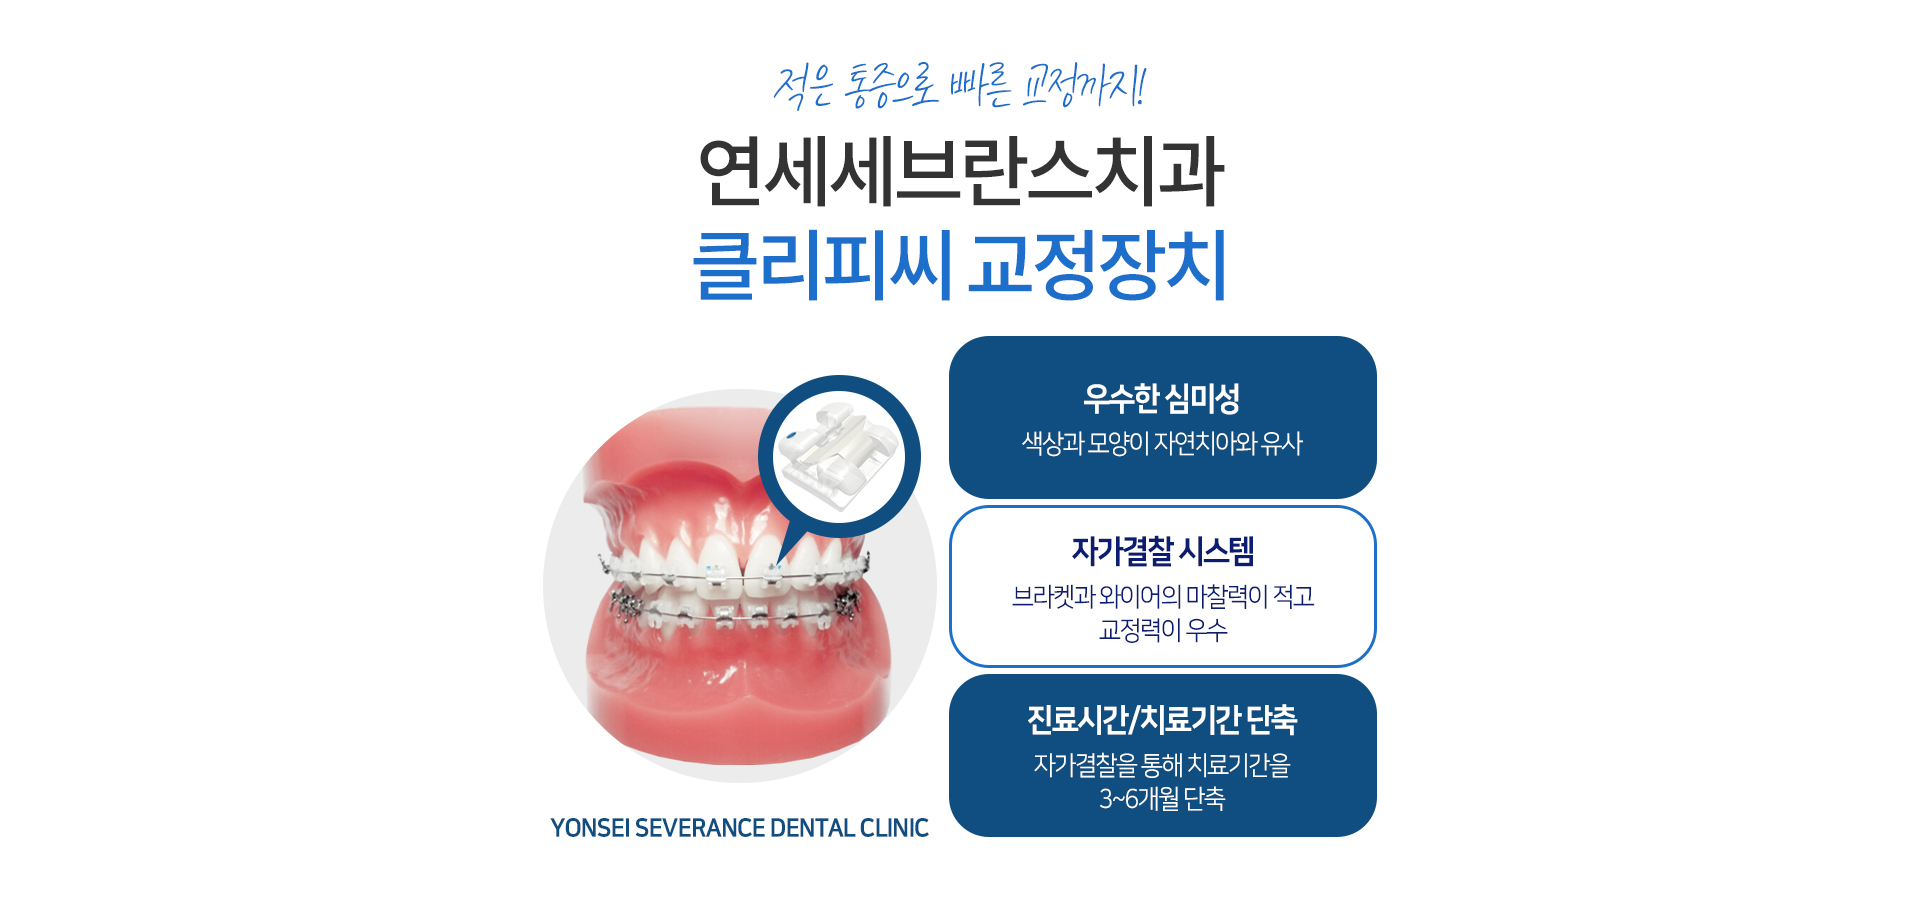 적은 통증으로 빠른 교정까지!
연세세브란스치과
클리피씨 교정장치
우수한 심미성
색상과 모양이 자연치아와 유사
자가결찰 시스템
브라켓과 와이어의 마찰력이 적고
교정력이 우수
진료시간/치료기간 단축
자가결찰을 통해 치료기간을
3~6개월 단축
YONSEI SEVERANCE DENTAL CLINIC